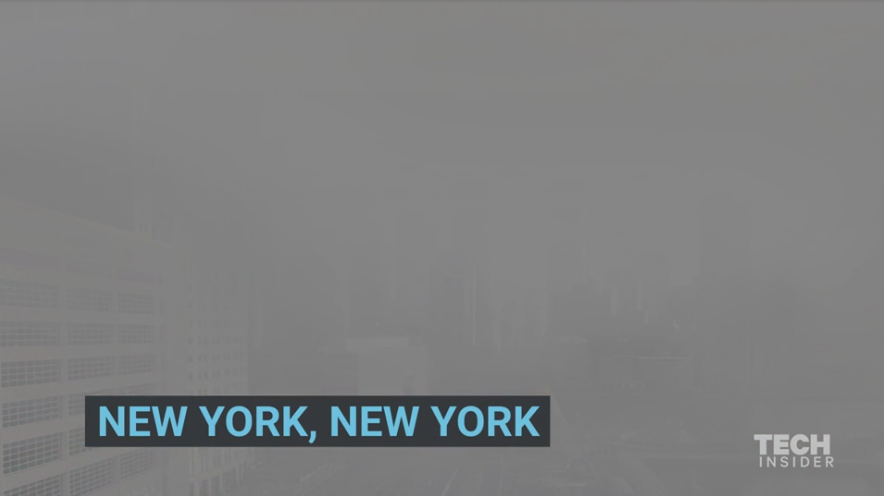 NEW YORK, NEW YORK
TECH
INSIDER